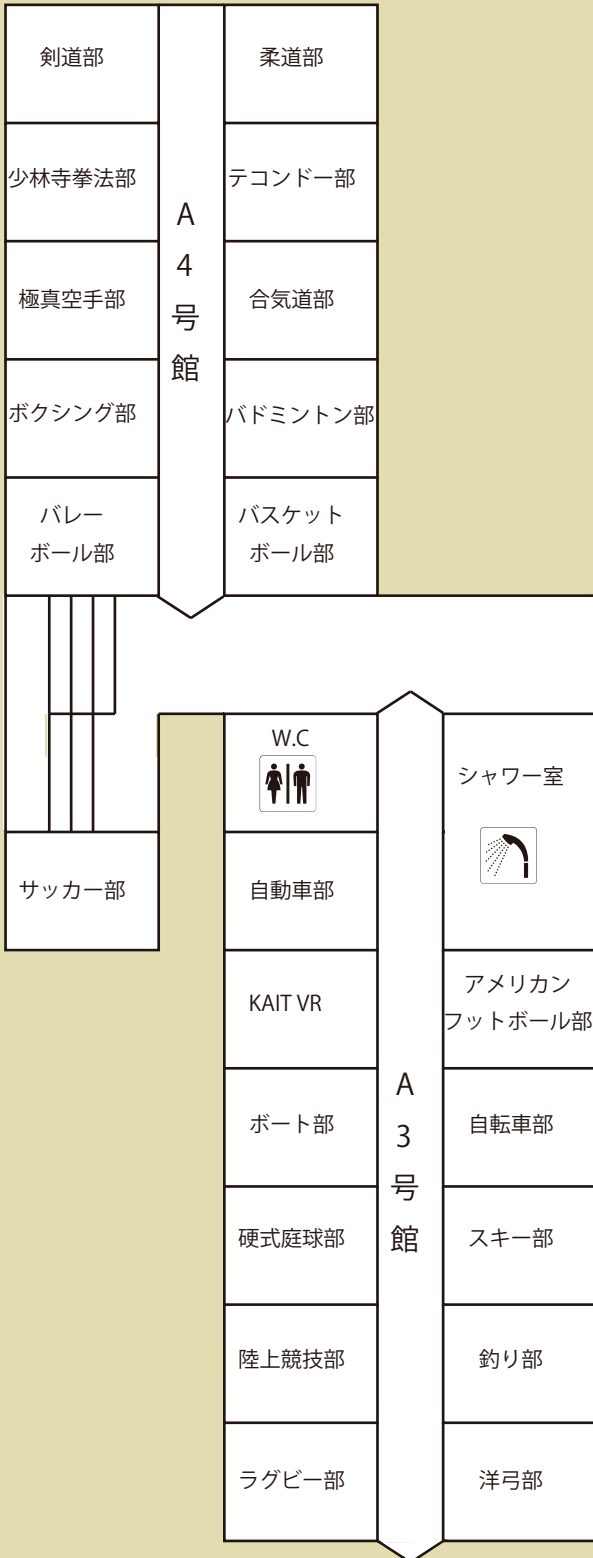 剣道部
柔道部
少林寺拳法部
テコンドー部
極真空手部
合気道部
ボクシング部
バドミントン部
バレー
ボール部
バスケット
ボール部
A4号館
W.C
シャワー室
サッカー部
自動車部
KAIT VR
アメリカン
フットボール部
ボート部
自転車部
硬式庭球部
スキー部
陸上競技部
釣り部
ラグビー部
洋弓部
A3号館